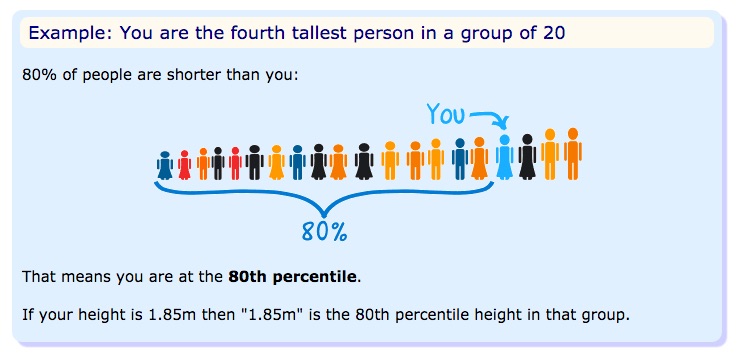 Example: You are the fourth tallest person in a group of 20
80% of people are shorter than you:
You
80%
That means you are at the 80th percentile.
If your height is 1.85m then "1.85m" is the 80th percentile height in that group.